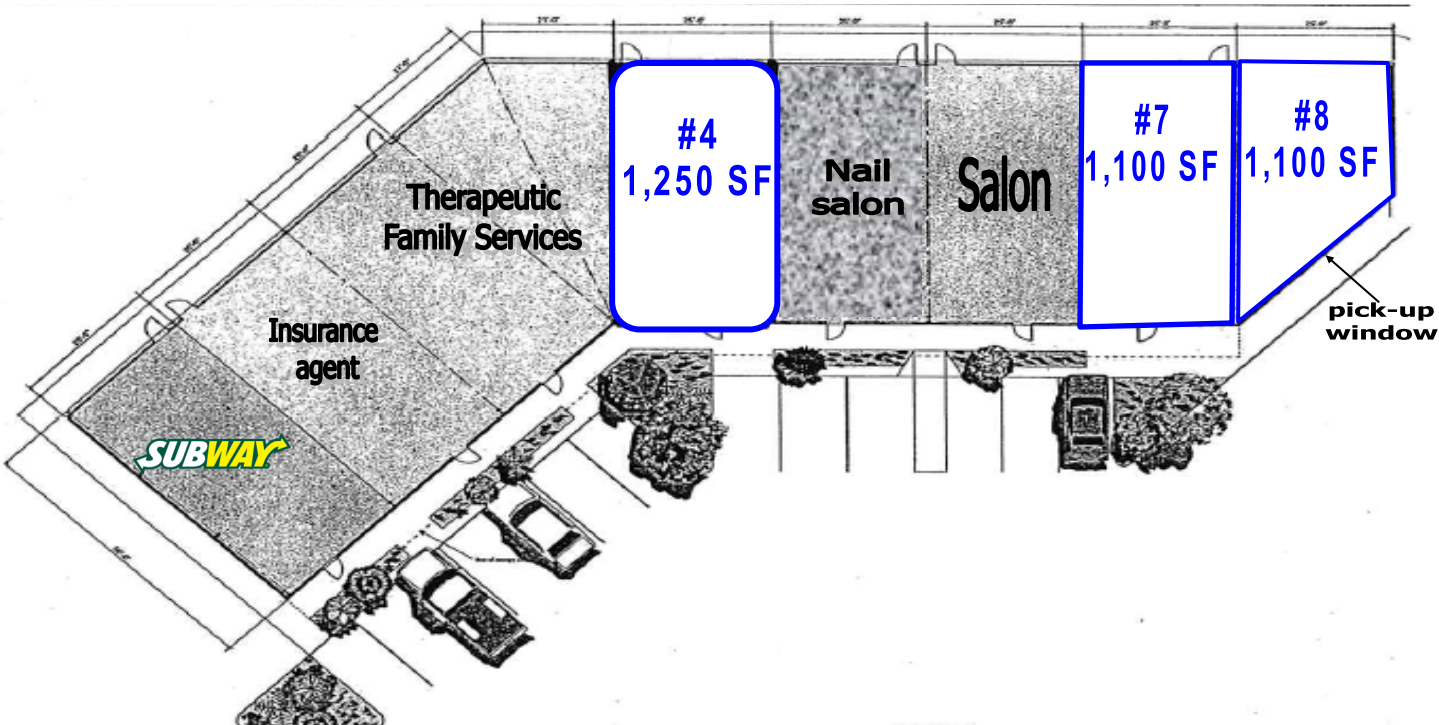 #4
1,250 SF
Nail
salon
Salon
#7
1,100 SF
#8
1,100 SF
Therapeutic
Family Services
Insurance
agent
SUBWAY
pick-up
window